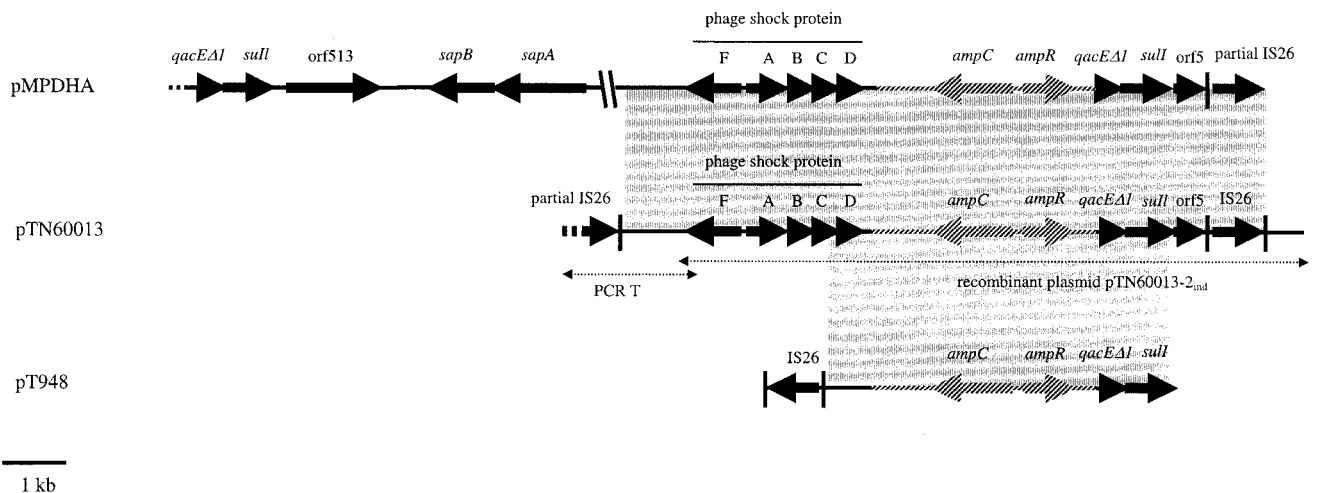 phage shock protein
qacEΔ1 sulI orf513 sapB sapA F A B C D ampC ampR qacEΔ1 sulI orf5 partial IS26
pMPDHA
phage shock protein
partial IS26 F A B C D ampC ampR qacEΔ1 sulI orf5 IS26
pTN60013
PCR T recombinant plasmid pTN60013-2ind
IS26 ampC ampR qacEΔ1 sulI
pT948
1 kb